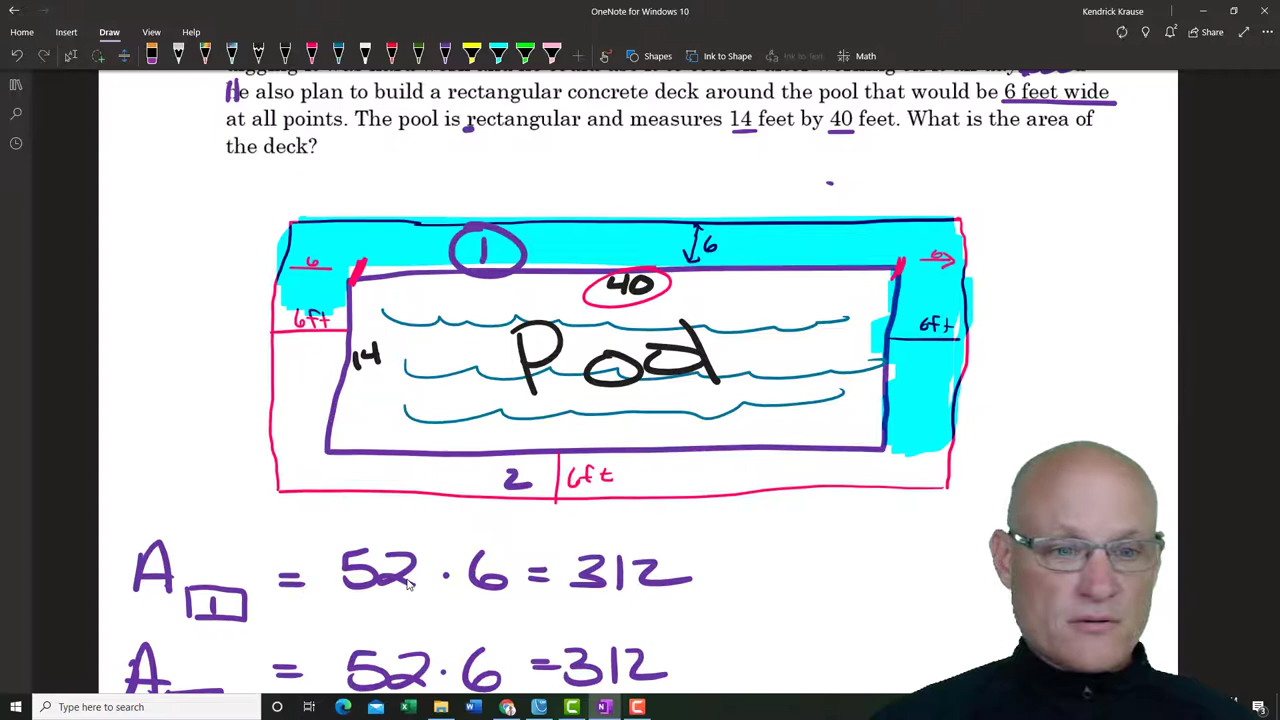 OneNote for Windows 10
Kendrick Krause
Home Insert Draw View Help
Share
Shapes Ink to Shape Ink to Text Math
he also plan to build a rectangular concrete deck around the pool that would be 6 feet wide
at all points. The pool is rectangular and measures 14 feet by 40 feet. What is the area of
the deck?
1 6
6 6
40
6ft 6ft
14 Pool
2 6ft
A 1 = 52 · 6 = 312
A = 52 · 6 = 312
Type here to search